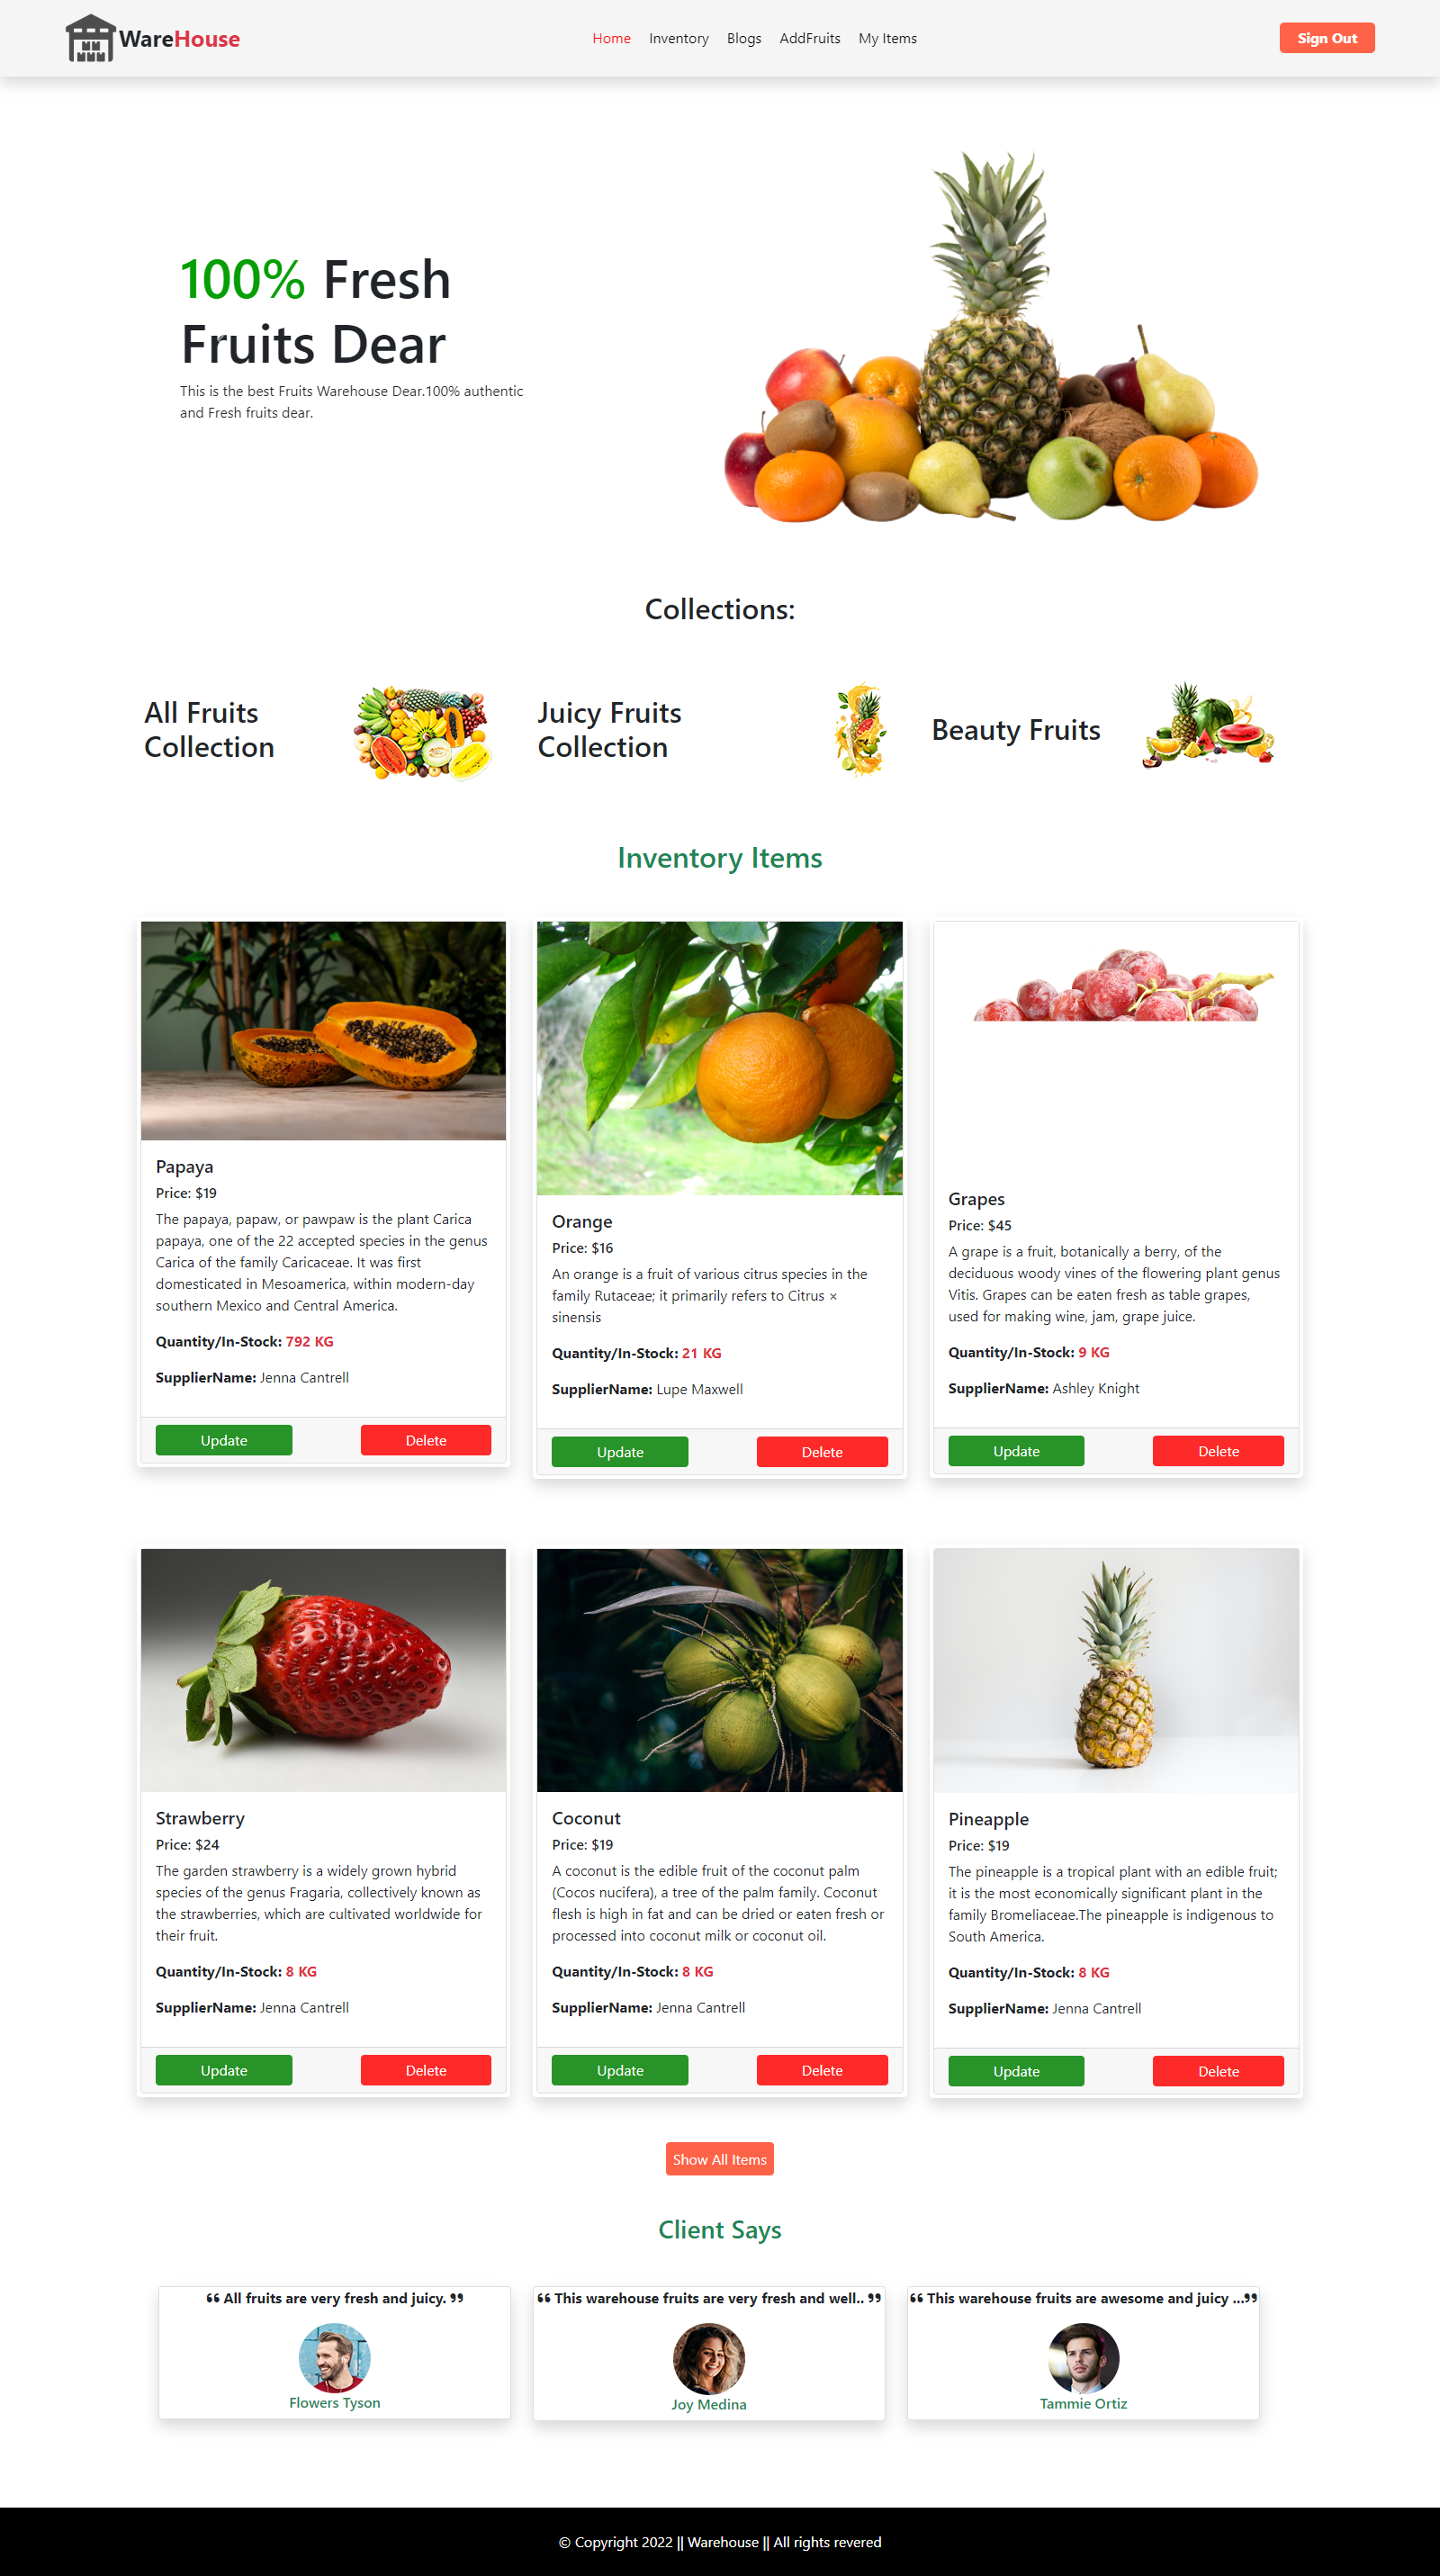 WareHouse
Home Inventory Blogs AddFruits My Items
Sign Out
100% Fresh
Fruits Dear
This is the best Fruits Warehouse Dear.100% authentic
and Fresh fruits dear.
Collections:
All Fruits
Collection
Juicy Fruits
Collection
Beauty Fruits
Inventory Items
Papaya
Price: $19
The papaya, papaw, or pawpaw is the plant Carica
papaya, one of the 22 accepted species in the genus
Carica of the family Caricaceae. It was first
domesticated in Mesoamerica, within modern-day
southern Mexico and Central America.
Quantity/In-Stock: 792 KG
SupplierName: Jenna Cantrell
Update Delete
Orange
Price: $16
An orange is a fruit of various citrus species in the
family Rutaceae; it primarily refers to Citrus ×
sinensis
Quantity/In-Stock: 21 KG
SupplierName: Lupe Maxwell
Update Delete
Grapes
Price: $45
A grape is a fruit, botanically a berry, of the
deciduous woody vines of the flowering plant genus
Vitis. Grapes can be eaten fresh as table grapes,
used for making wine, jam, grape juice.
Quantity/In-Stock: 9 KG
SupplierName: Ashley Knight
Update Delete
Strawberry
Price: $24
The garden strawberry is a widely grown hybrid
species of the genus Fragaria, collectively known as
the strawberries, which are cultivated worldwide for
their fruit.
Quantity/In-Stock: 8 KG
SupplierName: Jenna Cantrell
Update Delete
Coconut
Price: $19
A coconut is the edible fruit of the coconut palm
(Cocos nucifera), a tree of the palm family. Coconut
flesh is high in fat and can be dried or eaten fresh or
processed into coconut milk or coconut oil.
Quantity/In-Stock: 8 KG
SupplierName: Jenna Cantrell
Update Delete
Pineapple
Price: $19
The pineapple is a tropical plant with an edible fruit;
it is the most economically significant plant in the
family Bromeliaceae.The pineapple is indigenous to
South America.
Quantity/In-Stock: 8 KG
SupplierName: Jenna Cantrell
Update Delete
Show All Items
Client Says
“ All fruits are very fresh and juicy. ”
Flowers Tyson
“ This warehouse fruits are very fresh and well.. ”
Joy Medina
“ This warehouse fruits are awesome and juicy ...”
Tammie Ortiz
© Copyright 2022 || Warehouse || All rights revered